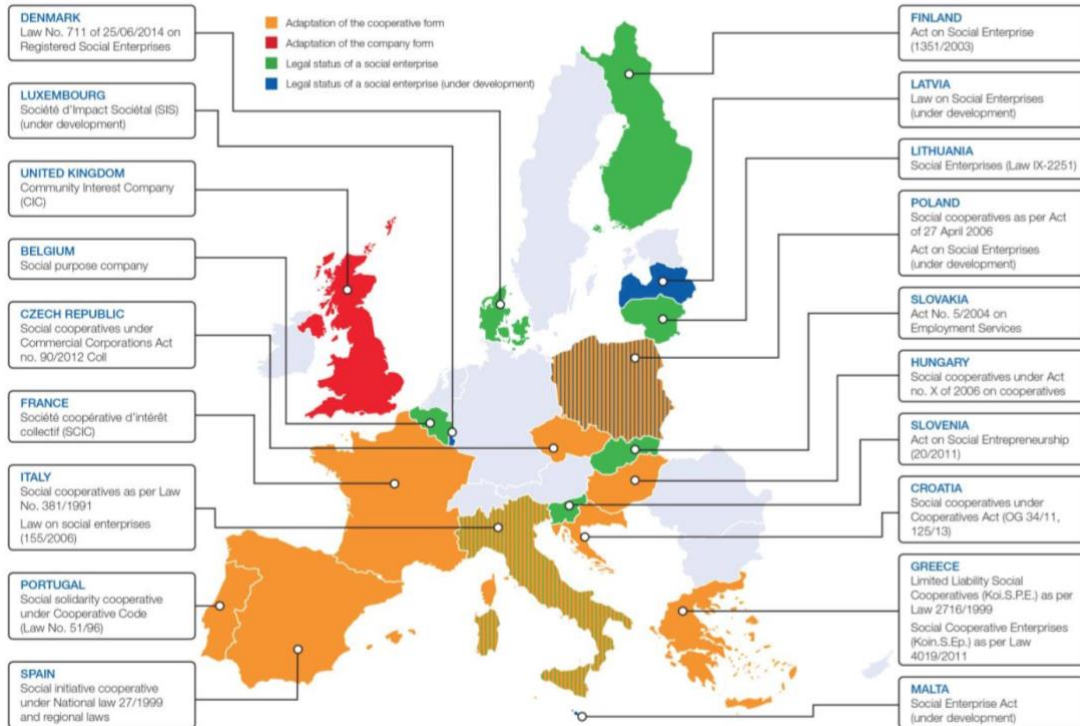 DENMARK
Law No. 711 of 25/06/2014 on
Registered Social Enterprises
LUXEMBOURG
Société d'Impact Sociétal (SIS)
(under development)
UNITED KINGDOM
Community Interest Company
(CIC)
BELGIUM
Social purpose company
CZECH REPUBLIC
Social cooperatives under
Commercial Corporations Act
no. 90/2012 Coll
FRANCE
Société coopérative d'intérêt
collectif (SCIC)
ITALY
Social cooperatives as per Law
No. 381/1991
Law on social enterprises
(155/2006)
PORTUGAL
Social solidarity cooperative
under Cooperative Code
(Law No. 51/96)
SPAIN
Social initiative cooperative
under National law 27/1999
and regional laws
Adaptation of the cooperative form
Adaptation of the company form
Legal status of a social enterprise
Legal status of a social enterprise (under development)
FINLAND
Act on Social Enterprise
(1351/2003)
LATVIA
Law on Social Enterprises
(under development)
LITHUANIA
Social Enterprises (Law IX-2251)
POLAND
Social cooperatives as per Act
of 27 April 2006
Act on Social Enterprises
(under development)
SLOVAKIA
Act No. 5/2004 on
Employment Services
HUNGARY
Social cooperatives under Act
no. X of 2006 on cooperatives
SLOVENIA
Act on Social Entrepreneurship
(20/2011)
CROATIA
Social cooperatives under
Cooperatives Act (OG 34/11,
125/13)
GREECE
Limited Liability Social
Cooperatives (Koi.S.P.E.) as per
Law 2716/1999
Social Cooperative Enterprises
(Koin.S.Ep.) as per Law
4019/2011
MALTA
Social Enterprise Act
(under development)